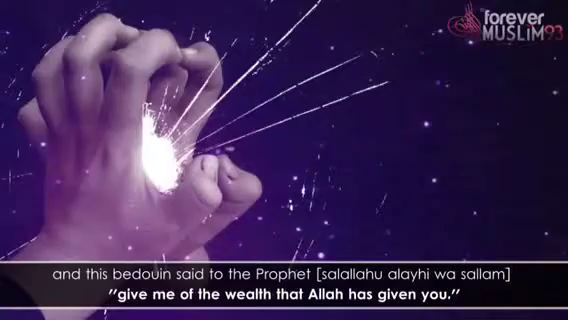 forever
MUSLiM93
and this bedouin said to the Prophet [salallahu alayhi wa sallam]
"give me of the wealth that Allah has given you."